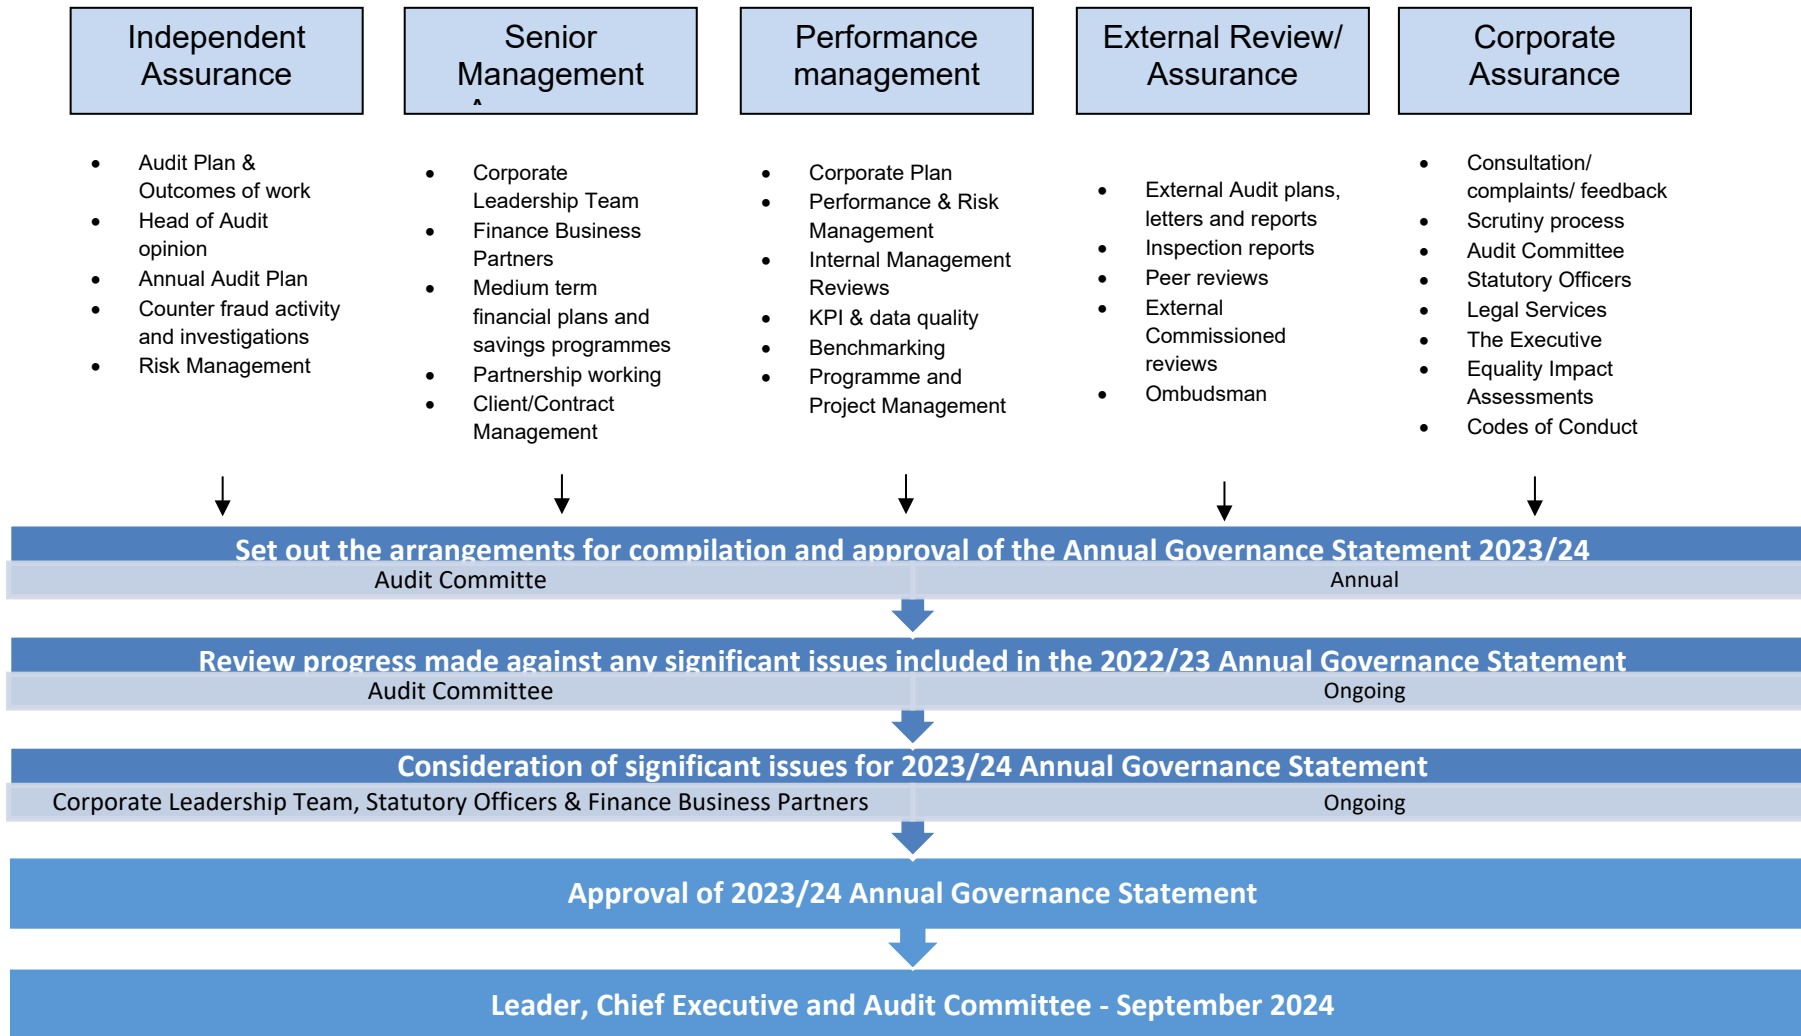 Independent
Assurance
Senior
Management
Performance
management
External Review/
Assurance
Corporate
Assurance
• Audit Plan &
Outcomes of work
• Head of Audit
opinion
• Annual Audit Plan
• Counter fraud activity
and investigations
• Risk Management
• Corporate
Leadership Team
• Finance Business
Partners
• Medium term
financial plans and
savings programmes
• Partnership working
• Client/Contract
Management
• Corporate Plan
• Performance & Risk
Management
• Internal Management
Reviews
• KPI & data quality
• Benchmarking
• Programme and
Project Management
• External Audit plans,
letters and reports
• Inspection reports
• Peer reviews
• External
Commissioned
reviews
• Ombudsman
• Consultation/
complaints/ feedback
• Scrutiny process
• Audit Committee
• Statutory Officers
• Legal Services
• The Executive
• Equality Impact
Assessments
• Codes of Conduct
Set out the arrangements for compilation and approval of the Annual Governance Statement 2023/24
Audit Committe
Annual
Review progress made against any significant issues included in the 2022/23 Annual Governance Statement
Audit Committee
Ongoing
Consideration of significant issues for 2023/24 Annual Governance Statement
Corporate Leadership Team, Statutory Officers & Finance Business Partners
Ongoing
Approval of 2023/24 Annual Governance Statement
Leader, Chief Executive and Audit Committee - September 2024